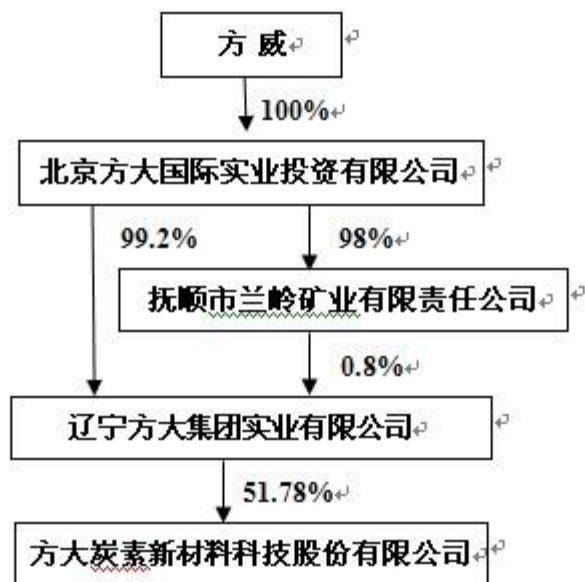 方 威
100%
北京方大国际实业投资有限公司
99.2%
98%
抚顺市兰岭矿业有限责任公司
0.8%
辽宁方大集团实业有限公司
51.78%
方大炭素新材料科技股份有限公司